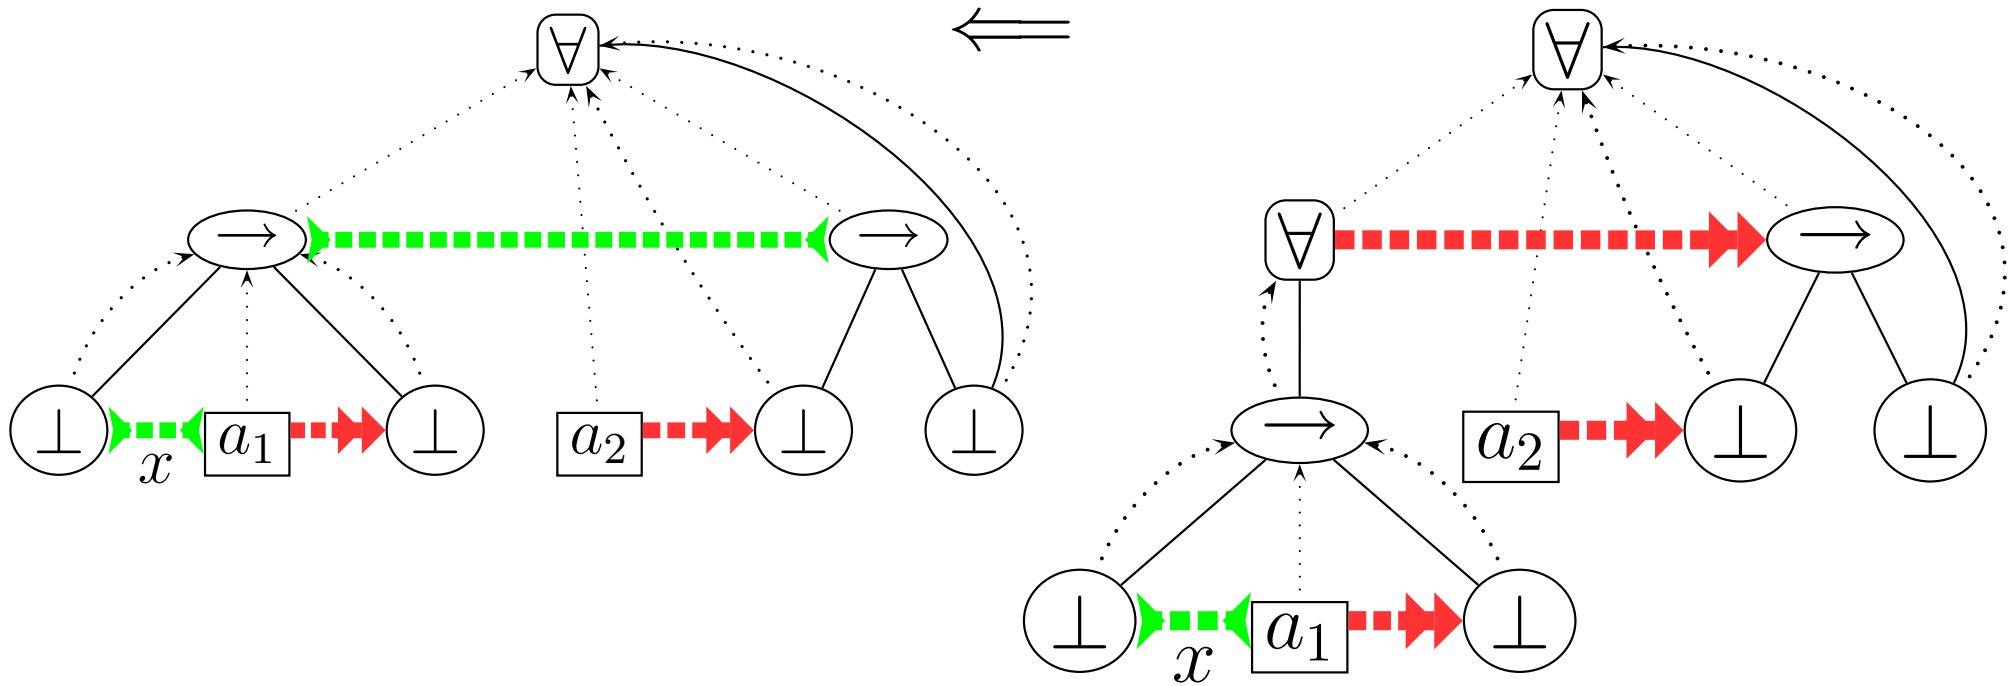 ∀ ⟸ ∀
→ → ∀ →
⊥ x a₁ ⊥ a₂ ⊥ ⊥ → a₂ ⊥ ⊥
⊥ x a₁ ⊥